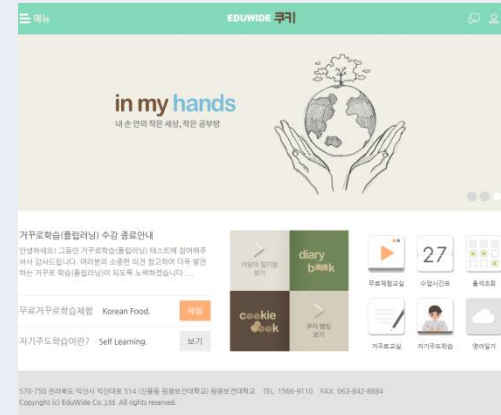 메뉴
EDUWIDE 쿠키
in my hands
내 손 안의 작은 세상, 작은 공부방
거꾸로학습(플립러닝) 수강 종료안내
안녕하세요! 그동안 거꾸로학습(플립러닝) 테스트에 참여해주
셔서 감사드립니다. 여러분의 소중한 의견 참고하여 더욱 발전
하는 거꾸로 학습(플립러닝)이 되도록 노력하겠습니다 ...
무료거꾸로학습체험 Korean Food. 체험
자기주도학습이란? Self Learning. 보기
보기
diary
book
cookie
book
쿠키 앨범
보기
27
무료체험교실 수업시간표 출석조회
거꾸로교실 자기주도학습 영어일기
570-750 전라북도 익산시 익산대로 514 (신용동 원광보건대학교) 원광보건대학교 TEL. 1566-9110 FAX. 063-842-8884
Copyright (c) EduWide Co.,Ltd. All rights reserved.